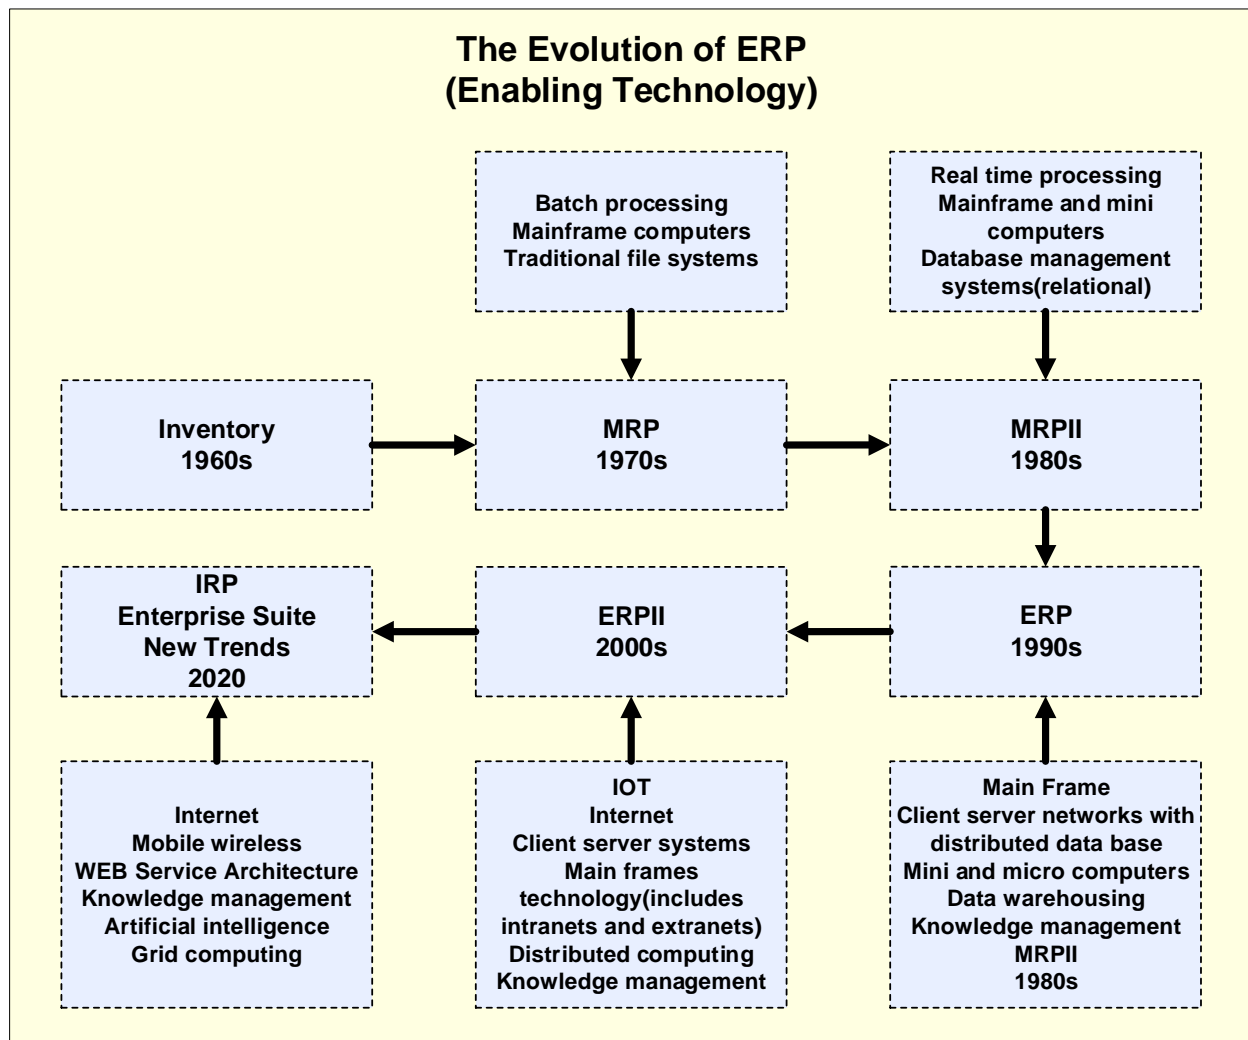 The Evolution of ERP
(Enabling Technology)
Batch processing
Mainframe computers
Traditional file systems
Real time processing
Mainframe and mini
computers
Database management
systems(relational)
Inventory
1960s
MRP
1970s
MRPII
1980s
IRP
Enterprise Suite
New Trends
2020
ERPII
2000s
ERP
1990s
Internet
Mobile wireless
WEB Service Architecture
Knowledge management
Artificial intelligence
Grid computing
IOT
Internet
Client server systems
Main frames
technology(includes
intranets and extranets)
Distributed computing
Knowledge management
Main Frame
Client server networks with
distributed data base
Mini and micro computers
Data warehousing
Knowledge management
MRPII
1980s